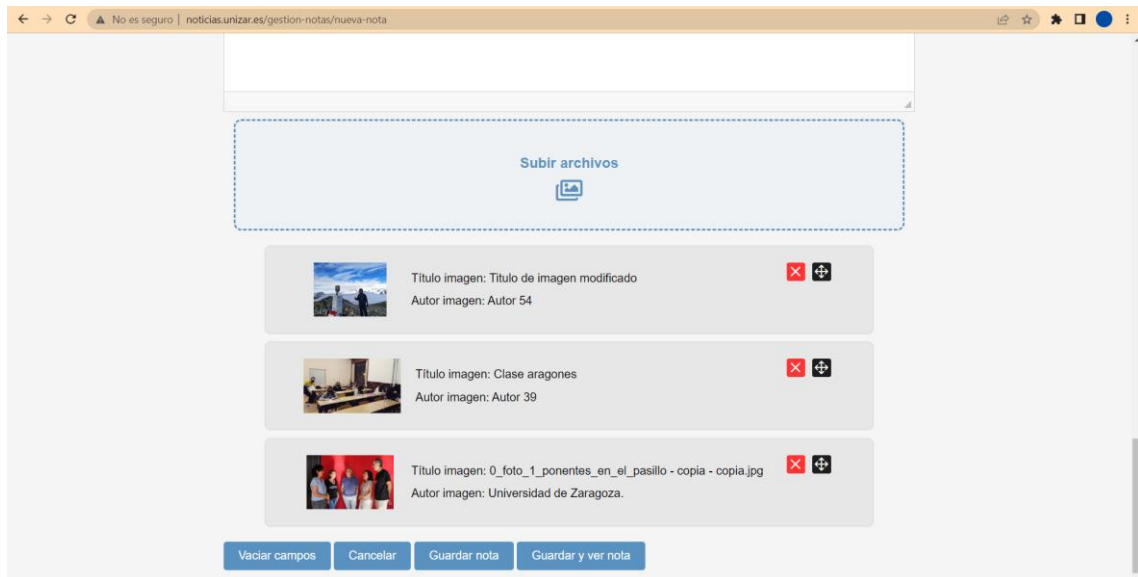 No es seguro | noticias.unizar.es/gestion-notas/nueva-nota
Subir archivos
Título imagen: Titulo de imagen modificado
Autor imagen: Autor 54
Título imagen: Clase aragones
Autor imagen: Autor 39
Título imagen: 0_foto_1_ponentes_en_el_pasillo - copia - copia.jpg
Autor imagen: Universidad de Zaragoza.
Vaciar campos Cancelar Guardar nota Guardar y ver nota